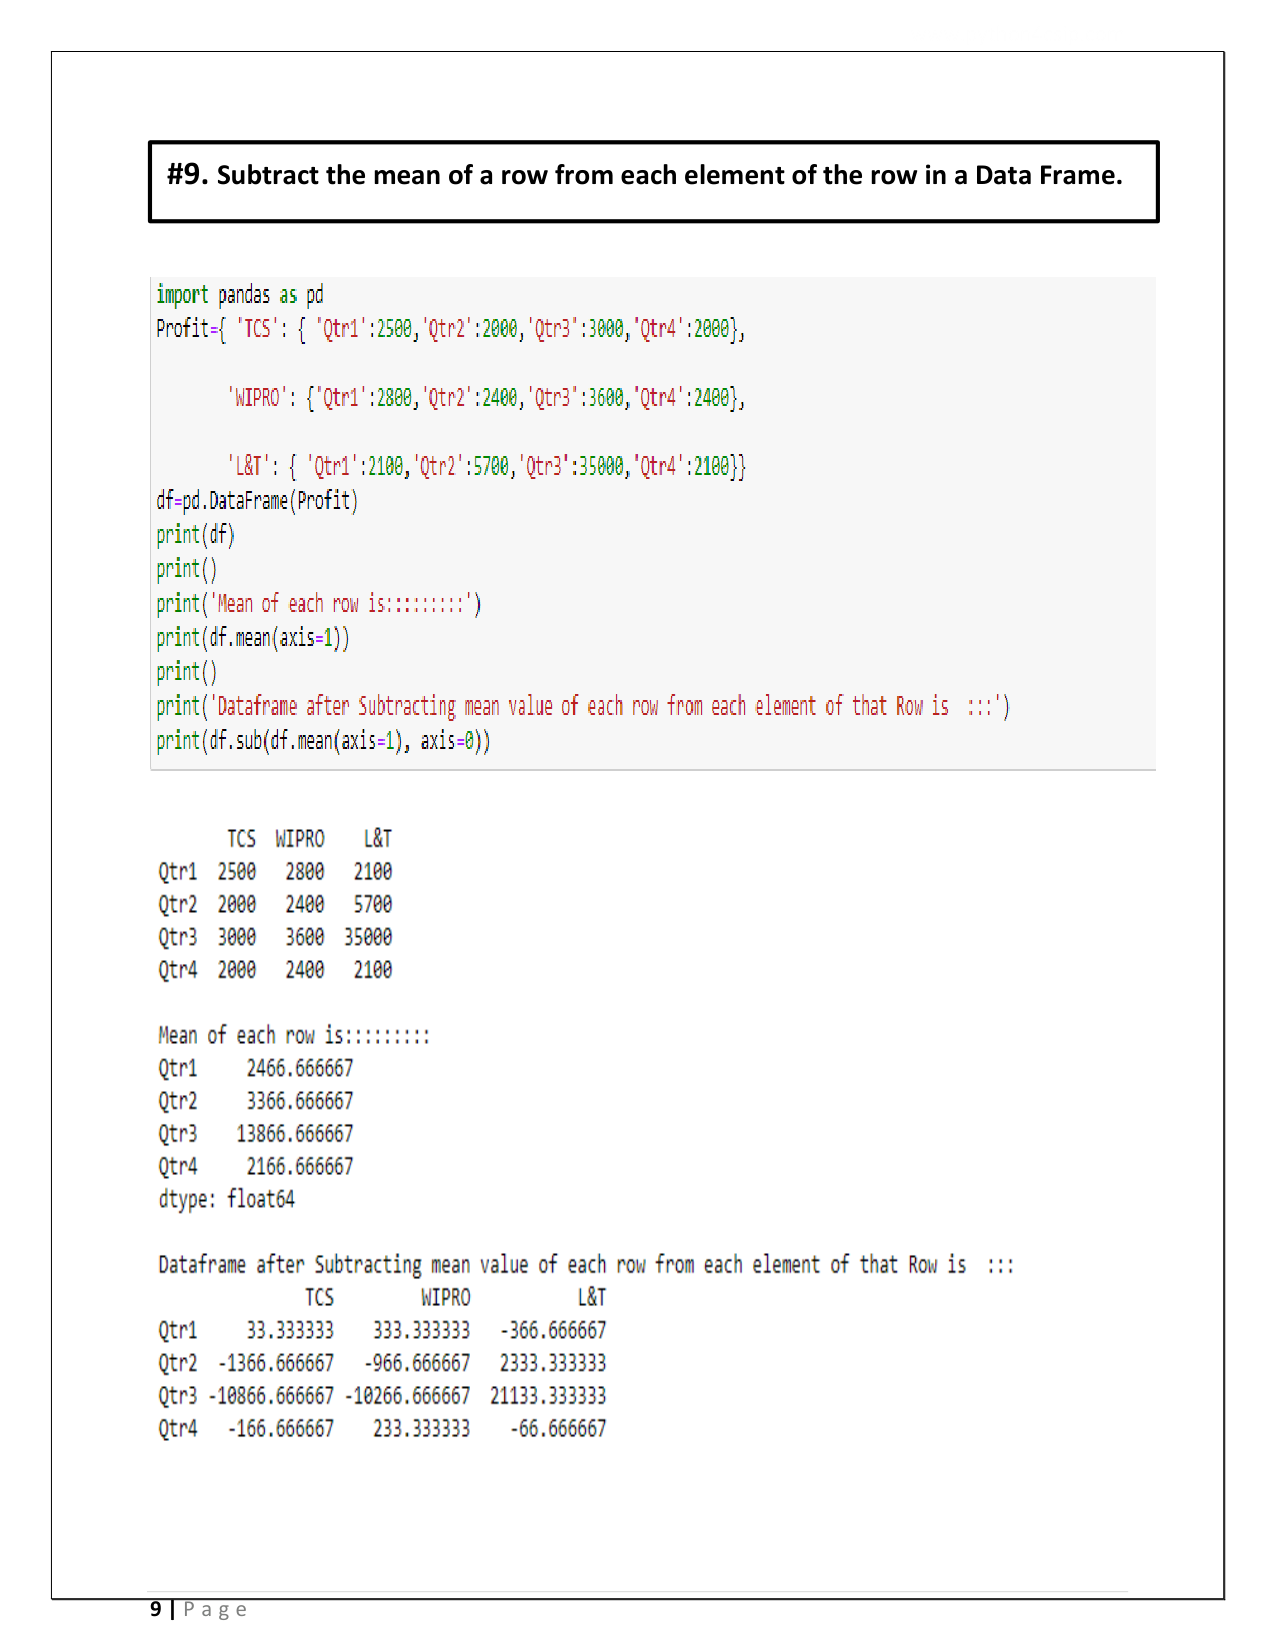 #9. Subtract the mean of a row from each element of the row in a Data Frame.
import pandas as pd
Profit={ 'TCS': { 'Qtr1':2500,'Qtr2':2000,'Qtr3':3000,'Qtr4':2000},
'WIPRO': {'Qtr1':2800,'Qtr2':2400,'Qtr3':3600,'Qtr4':2400},
'L&T': { 'Qtr1':2100,'Qtr2':5700,'Qtr3':35000,'Qtr4':2100}}
df=pd.DataFrame(Profit)
print(df)
print()
print('Mean of each row is:::::::::')
print(df.mean(axis=1))
print()
print('Dataframe after Subtracting mean value of each row from each element of that Row is  :::')
print(df.sub(df.mean(axis=1), axis=0))
TCS WIPRO L&T
Qtr1 2500 2800 2100
Qtr2 2000 2400 5700
Qtr3 3000 3600 35000
Qtr4 2000 2400 2100
Mean of each row is:::::::::
Qtr1 2466.666667
Qtr2 3366.666667
Qtr3 13866.666667
Qtr4 2166.666667
dtype: float64
Dataframe after Subtracting mean value of each row from each element of that Row is  :::
TCS WIPRO L&T
Qtr1 33.333333 333.333333 -366.666667
Qtr2 -1366.666667 -966.666667 2333.333333
Qtr3 -10866.666667 -10266.666667 21133.333333
Qtr4 -166.666667 233.333333 -66.666667
9 | Page